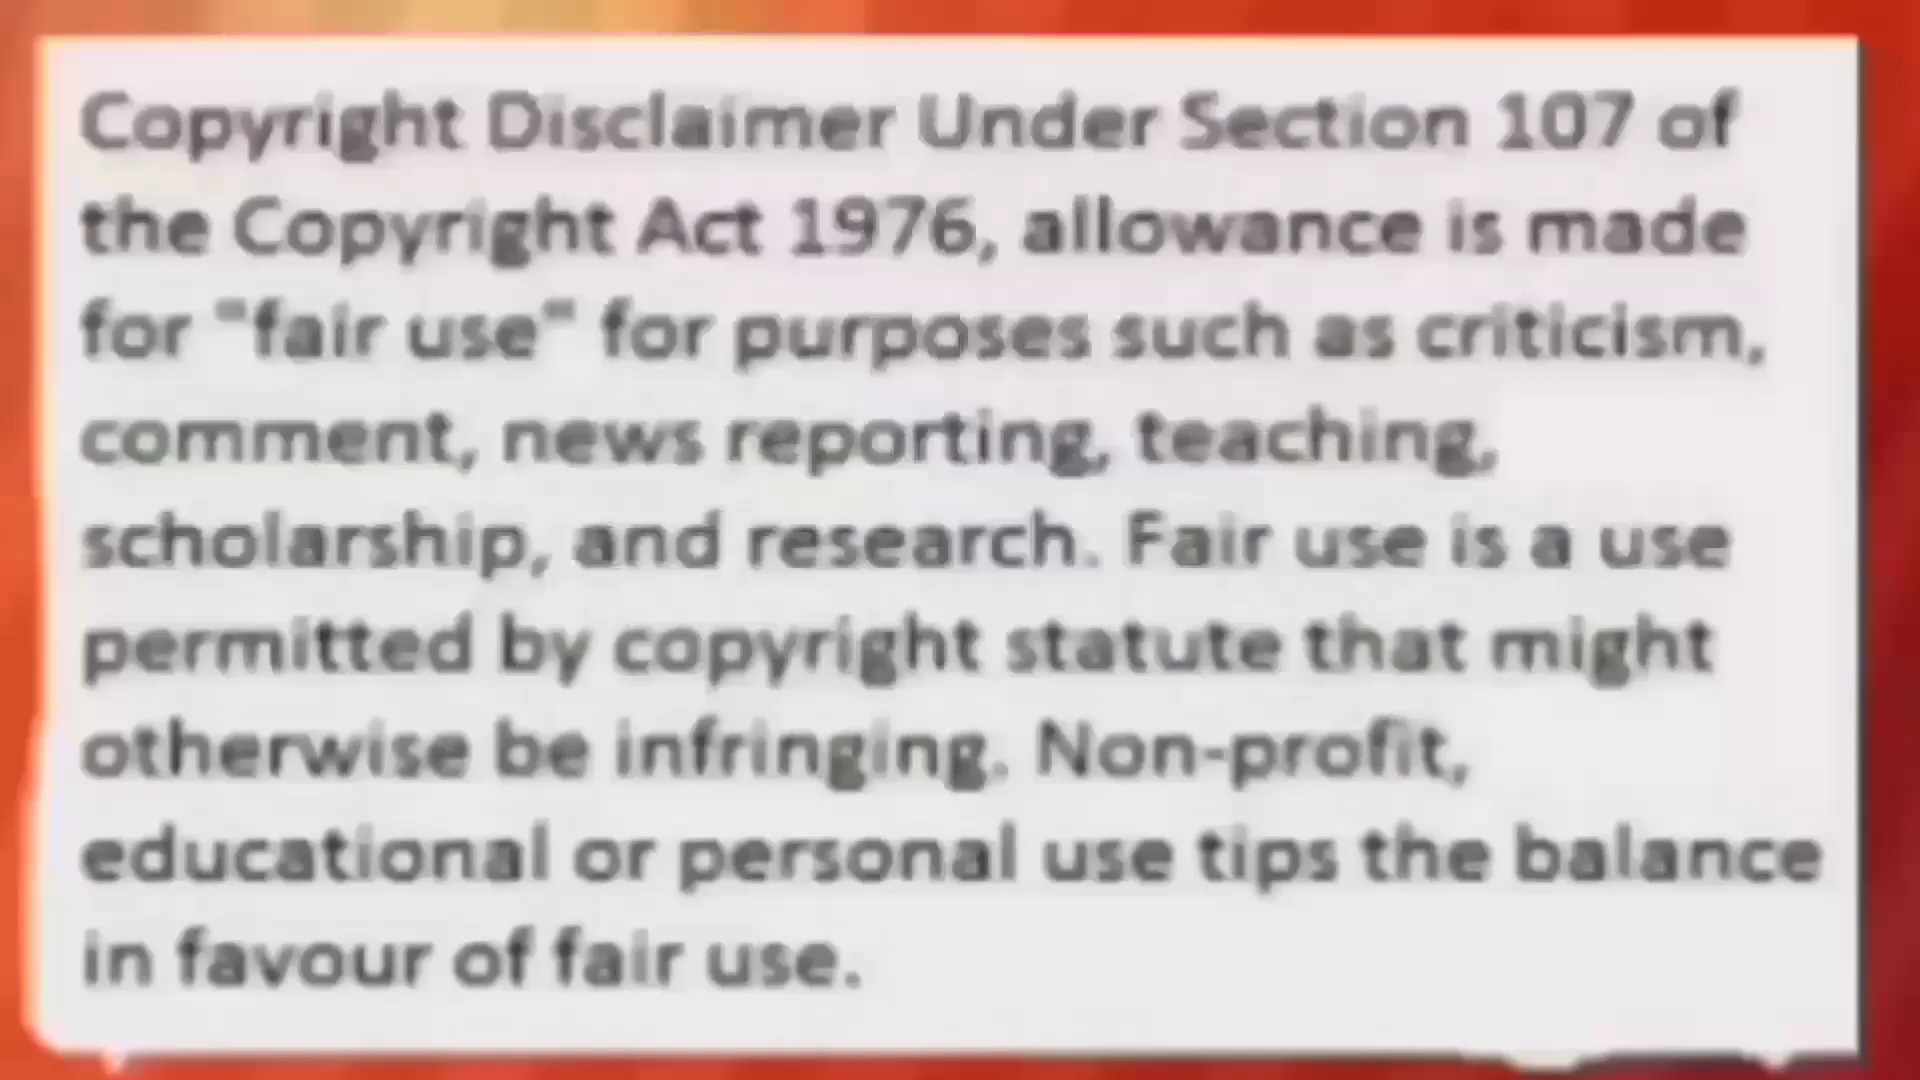 Copyright Disclaimer Under Section 107 of
the Copyright Act 1976, allowance is made
for "fair use" for purposes such as criticism,
comment, news reporting, teaching,
scholarship, and research. Fair use is a use
permitted by copyright statute that might
otherwise be infringing. Non-profit,
educational or personal use tips the balance
in favour of fair use.